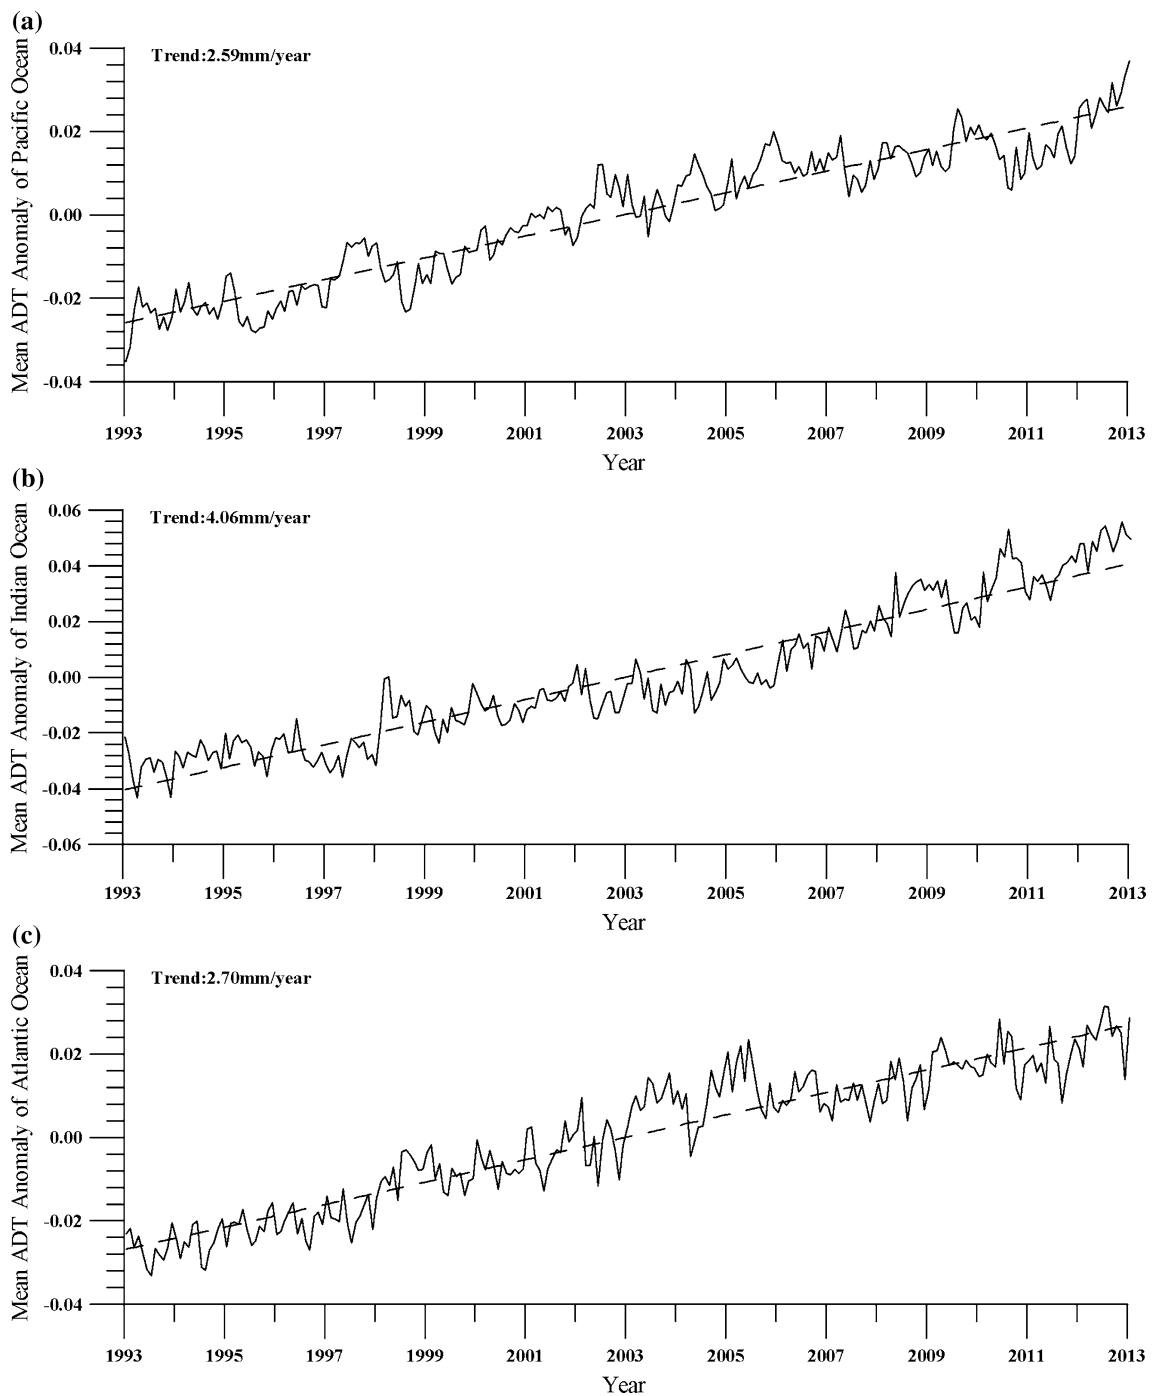 (a)
Mean ADT Anomaly of Pacific Ocean
Trend:2.59mm/year
0.04
0.02
0.00
-0.02
-0.04
1993 1995 1997 1999 2001 2003 2005 2007 2009 2011 2013
Year
(b)
Mean ADT Anomaly of Indian Ocean
Trend:4.06mm/year
0.06
0.04
0.02
0.00
-0.02
-0.04
-0.06
1993 1995 1997 1999 2001 2003 2005 2007 2009 2011 2013
Year
(c)
Mean ADT Anomaly of Atlantic Ocean
Trend:2.70mm/year
0.04
0.02
0.00
-0.02
-0.04
1993 1995 1997 1999 2001 2003 2005 2007 2009 2011 2013
Year